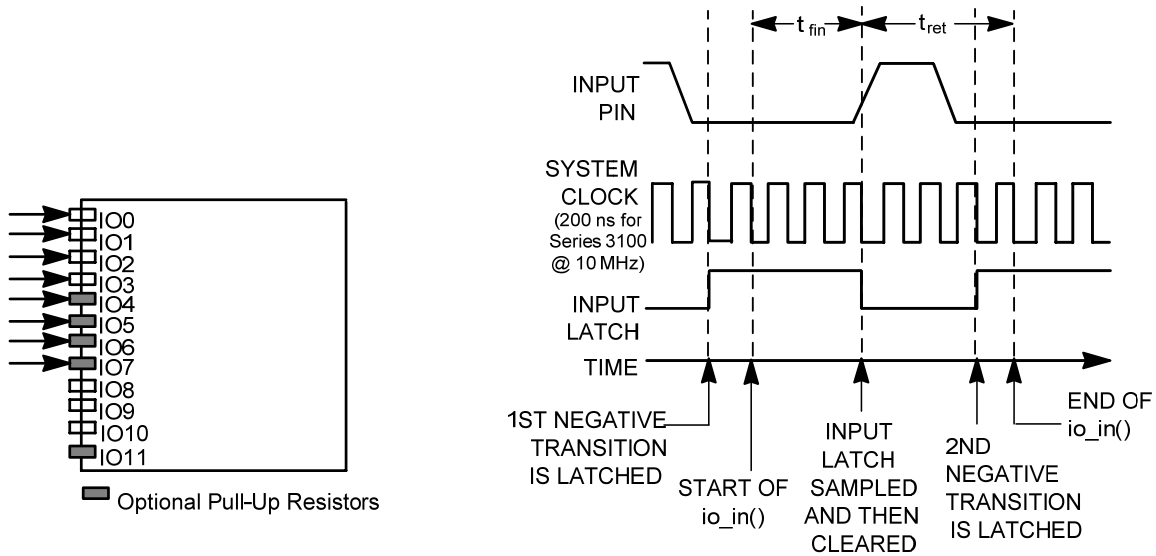 IO0
IO1
IO2
IO3
IO4
IO5
IO6
IO7
IO8
IO9
IO10
IO11
Optional Pull-Up Resistors
t fin
t ret
INPUT
PIN
SYSTEM
CLOCK
(200 ns for
Series 3100
@ 10 MHz)
INPUT
LATCH
TIME
1ST NEGATIVE
TRANSITION
IS LATCHED
START OF
io_in()
INPUT
LATCH
SAMPLED
AND THEN
CLEARED
2ND
NEGATIVE
TRANSITION
IS LATCHED
END OF
io_in()